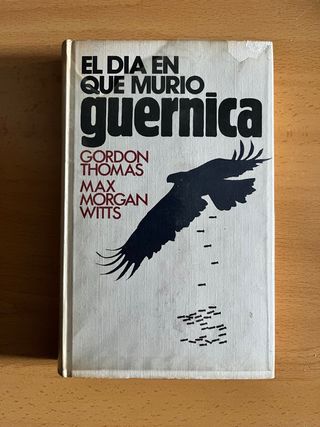 EL DIA EN
QUE MURIO
guernica
GORDON
THOMAS
MAX
MORGAN
WITTS